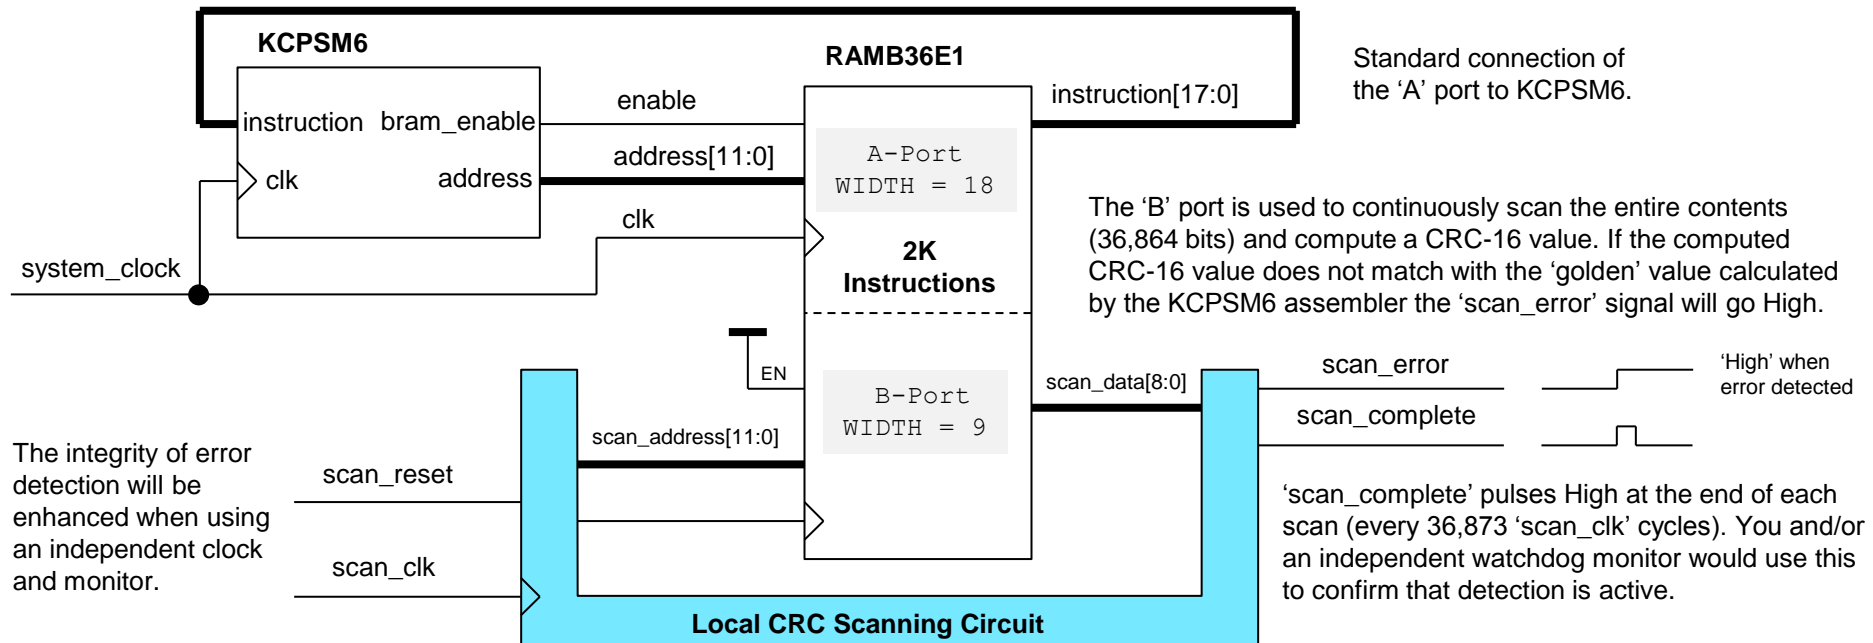 KCPSM6
RAMB36E1
Standard connection of
the ‘A’ port to KCPSM6.
instruction
bram_enable
enable
instruction[17:0]
clk
address
address[11:0]
A-Port
WIDTH = 18
clk
system_clock
2K
Instructions
The ‘B’ port is used to continuously scan the entire contents
(36,864 bits) and compute a CRC-16 value. If the computed
CRC-16 value does not match with the ‘golden’ value calculated
by the KCPSM6 assembler the ‘scan_error’ signal will go High.
EN
B-Port
WIDTH = 9
scan_data[8:0]
scan_error
‘High’ when
error detected
scan_complete
scan_address[11:0]
The integrity of error
detection will be
enhanced when using
an independent clock
and monitor.
scan_reset
scan_clk
‘scan_complete’ pulses High at the end of each
scan (every 36,873 ‘scan_clk’ cycles). You and/or
an independent watchdog monitor would use this
to confirm that detection is active.
Local CRC Scanning Circuit